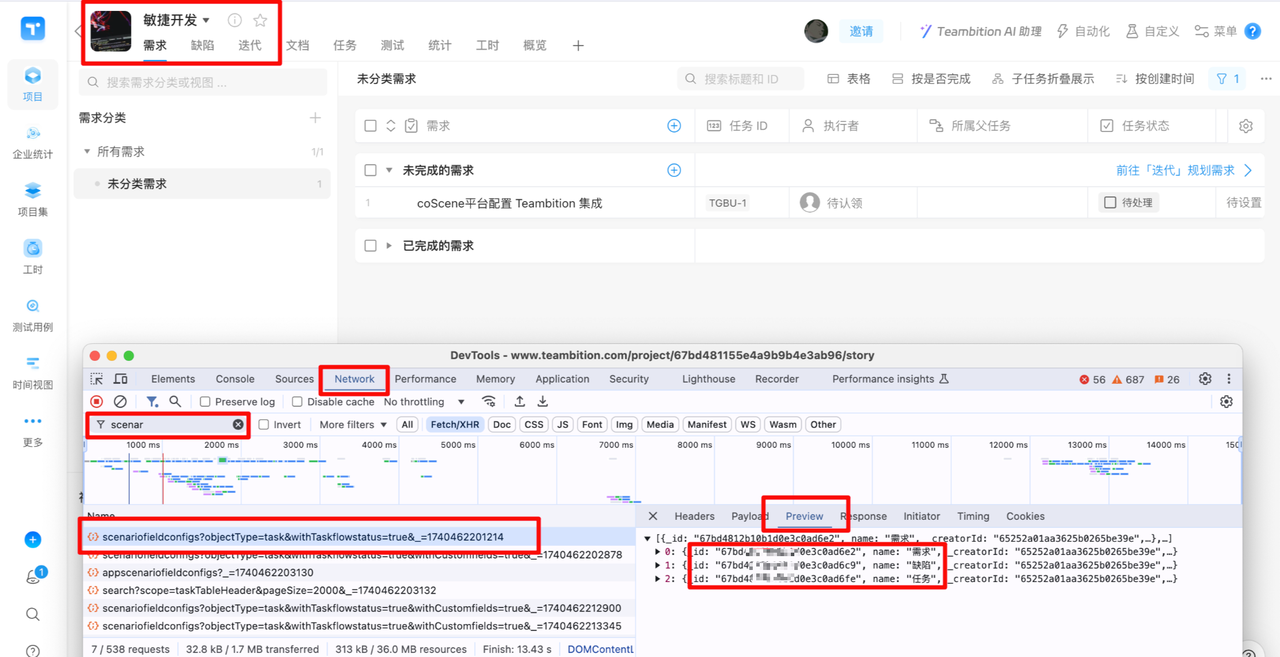 敏捷开发
需求 缺陷 迭代 文档 任务 测试 统计 工时 概览
邀请 Teambition AI 助理 自动化 自定义 菜单
项目
企业统计
项目集
工时
测试用例
时间视图
更多
1
搜索需求分类或视图 ...
需求分类
所有需求 1/1
未分类需求 1
未分类需求
搜索标题和 ID 表格 按是否完成 子任务折叠展示 按创建时间 1
需求 任务 ID 执行者 所属父任务 任务状态
未完成的需求 前往「迭代」规划需求
1 coScene平台配置 Teambition 集成 TGBU-1 待认领 待处理 待设置
已完成的需求
DevTools - www.teambition.com/project/67bd481155e4a9b9b4e3ab96/story
Elements Console Sources Network Performance Memory Application Security Lighthouse Recorder Performance insights 56 687 26
Preserve log Disable cache No throttling
scenar Invert More filters All Fetch/XHR Doc CSS JS Font Img Media Manifest WS Wasm Other
1000 ms 2000 ms 3000 ms 4000 ms 5000 ms 6000 ms 7000 ms 8000 ms 9000 ms 10000 ms 11000 ms 12000 ms 13000 ms 14000 ms
Name
scenariofieldconfigs?objectType=task&withTaskflowstatus=true&_=1740462201214
scenariofieldconfigs?objectType=task&withTaskflowstatus=true&withCustomfields=true&_=1740462202878
appscenariofieldconfigs?_=1740462203130
search?scope=taskTableHeader&pageSize=2000&_=1740462203132
scenariofieldconfigs?objectType=task&withTaskflowstatus=true&withCustomfields=true&_=1740462212900
scenariofieldconfigs?objectType=task&withTaskflowstatus=true&withCustomfields=true&_=1740462213345
7 / 538 requests 32.8 kB / 1.7 MB transferred 313 kB / 36.0 MB resources Finish: 13.43 s DOMContentL
Headers Payload Preview Response Initiator Timing Cookies
[{_id: "67bd4812b10b1d0e3c0ad6e2", name: "需求", _creatorId: "65252a01aa3625b0265be39e",…},…]
0: {_id: "67bd 0e3c0ad6e2", name: "需求", _creatorId: "65252a01aa3625b0265be39e",…}
1: {_id: "67bd4 0e3c0ad6c9", name: "缺陷", _creatorId: "65252a01aa3625b0265be39e",…}
2: {_id: "67bd48 d0e3c0ad6fe", name: "任务", _creatorId: "65252a01aa3625b0265be39e",…}